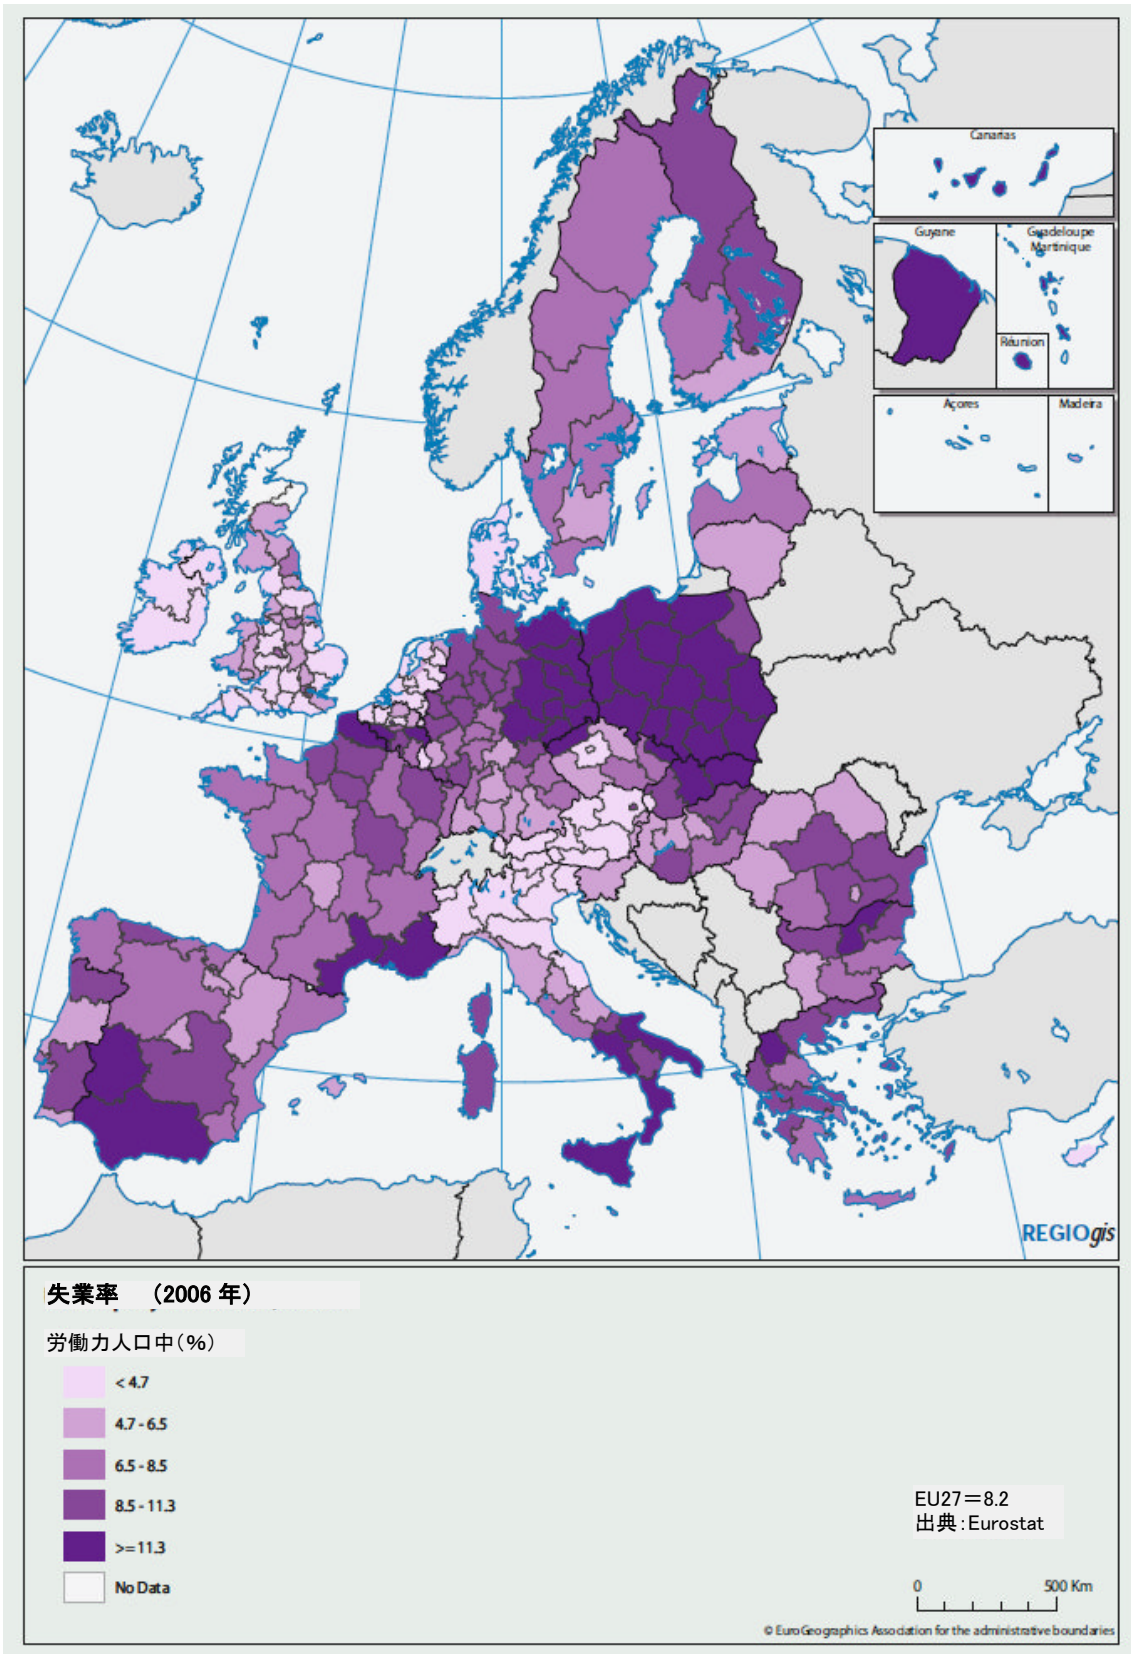 Canarias
Guyane
Guadeloupe
Martinique
Réunion
Açores
Madeira
REGIOgis
失業率 （2006 年）
労働力人口中（%）
< 4.7
4.7 - 6.5
6.5 - 8.5
8.5 - 11.3
>= 11.3
No Data
EU27＝8.2
出典：Eurostat
0 500 Km
© EuroGeographics Association for the administrative boundaries